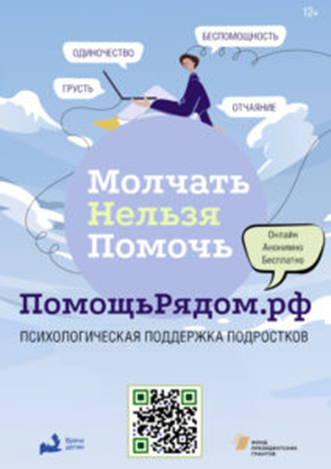 12+
БЕСПОМОЩНОСТЬ
ОДИНОЧЕСТВО
ГРУСТЬ
ОТЧАЯНИЕ
Молчать
Нельзя
Помочь
Онлайн
Анонимно
Бесплатно
ПомощьРядом.рф
ПСИХОЛОГИЧЕСКАЯ ПОДДЕРЖКА ПОДРОСТКОВ
Врачи
детям
ФОНД
ПРЕЗИДЕНТСКИХ
ГРАНТОВ